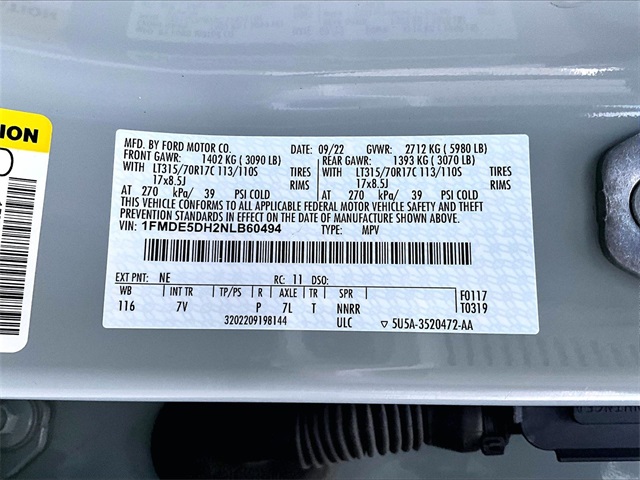 ION
MFD. BY FORD MOTOR CO. 09/22 GVWR: 2712 KG ( 5980 LB)
FRONT GAWR: 1402 KG ( 3090 LB) REAR GAWR: 1393 KG ( 3070 LB)
WITH LT315/70R17C 113/110S TIRES WITH LT315/70R17C 113/110S TIRES
17x8.5J RIMS 17x8.5J RIMS
AT 270 kPa/ 39 PSI COLD AT 270 kPa/ 39 PSI COLD
THIS VEHICLE CONFORMS TO ALL APPLICABLE FEDERAL MOTOR VEHICLE SAFETY AND THEFT
PREVENTION STANDARDS IN EFFECT ON THE DATE OF MANUFACTURE SHOWN ABOVE.
VIN: 1FMDE5DH2NLB60494 TYPE: MPV
EXT PNT: NE RC: 11 DSO:
WB INT TR TP/PS R AXLE TR SPR F0117
116 7V P 7L T NNRR T0319
3202209198144 ULC ▽ 5U5A-3520472-AA